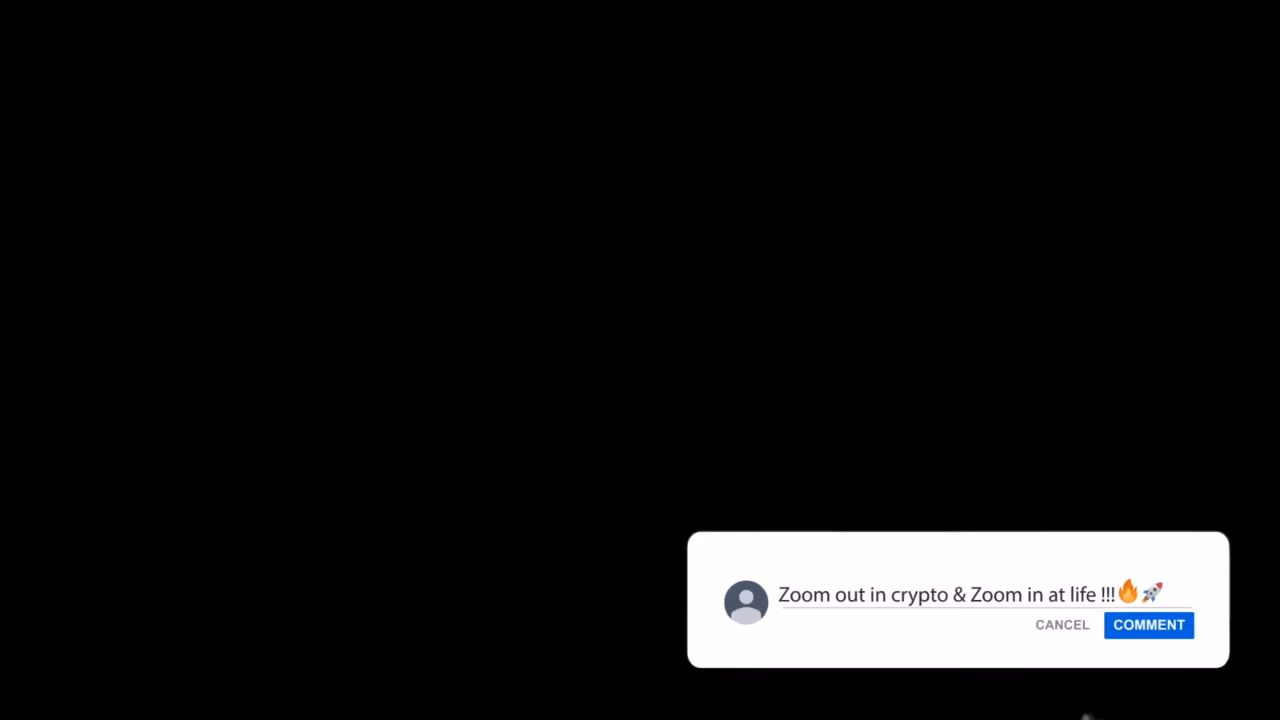 Zoom out in crypto & Zoom in at life !!!🔥🚀
CANCEL COMMENT